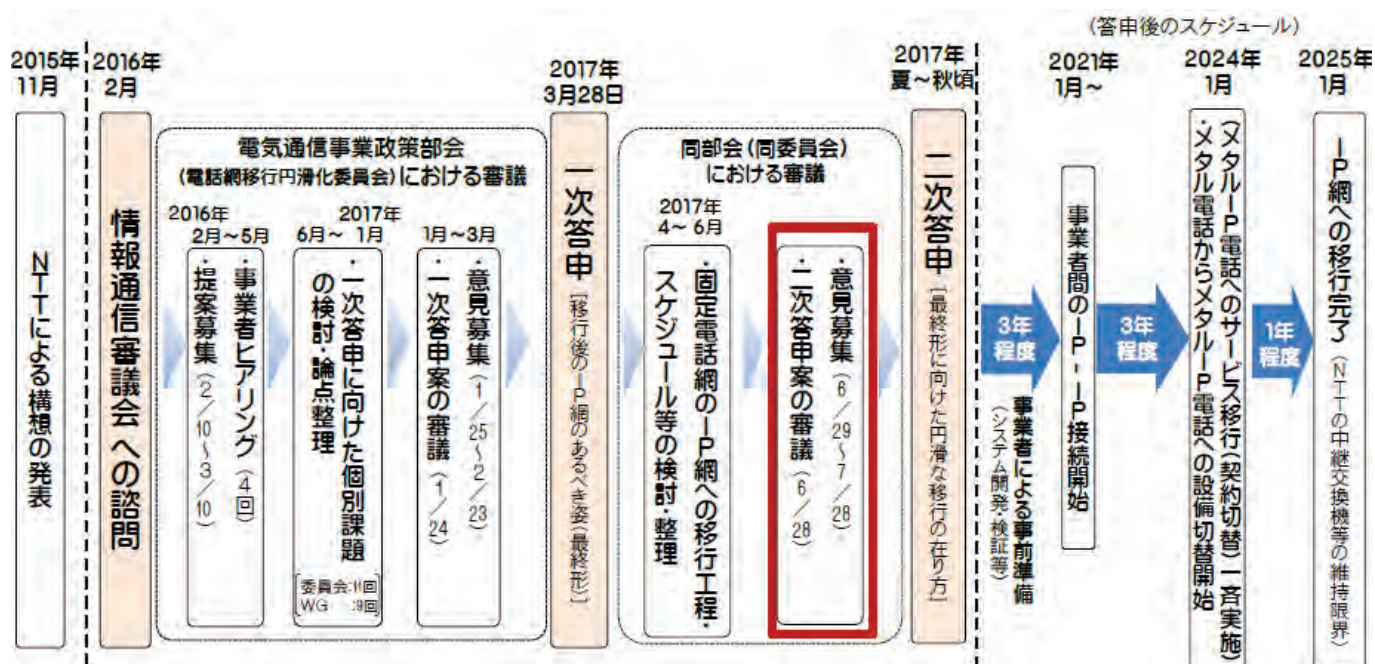 (答申後のスケジュール)
2015年
11月
NTTによる構想の発表
2016年
2月
情報通信審議会への諮問
電気通信事業政策部会
(電話網移行円滑化委員会)における審議
2016年
2月～5月
・提案募集(2/10～3/10)
・事業者ヒアリング(4回)
2017年
6月～ 1月
・一次答申に向けた個別課題
の検討・論点整理
委員会:11回
WG :9回
1月～3月
・一次答申案の審議(1/24)
・意見募集(1/25～2/23)
2017年
3月28日
一次答申
[移行後のIP網のあるべき姿(最終形)]
同部会(同委員会)
における審議
2017年
4～ 6月
・固定電話網のIP網への移行工程・
スケジュール等の検討・整理
・二次答申案の審議(6/28)
・意見募集(6/29～7/28)
2017年
夏～秋頃
二次答申
[最終形に向けた円滑な移行の在り方]
3年
程度
事業者による事前準備
(システム開発・検証等)
2021年
1月～
事業者間のIP-IP接続開始
3年
程度
2024年
1月
・メタル電話からメタルIP電話への設備切替開始
(メタルIP電話へのサービス移行(契約切替)一斉実施)
1年
程度
2025年
1月
IP網への移行完了
(NTTの中継交換機等の維持限界)